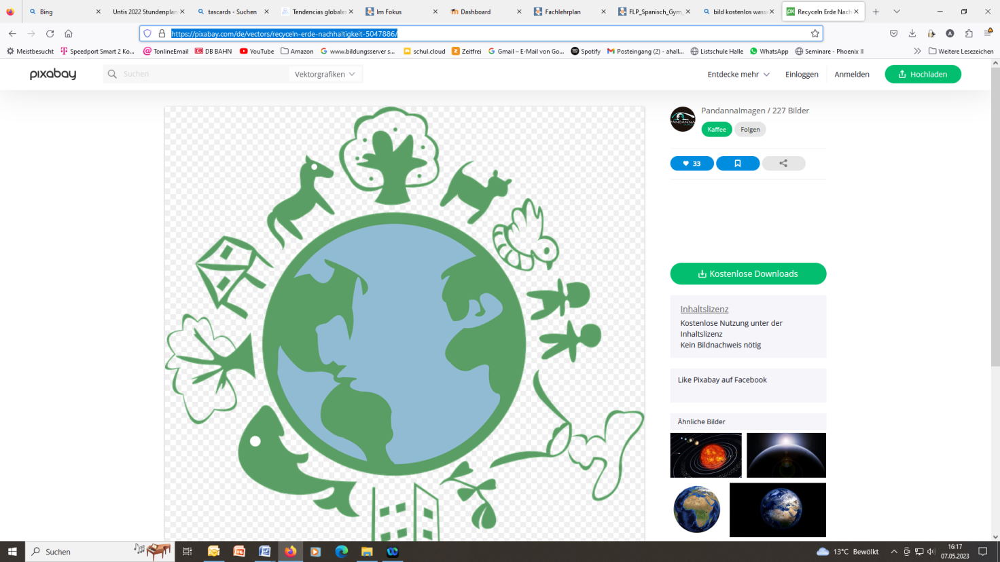 Bing
Untis 2022 Stundenplan
tascards - Suchen
Tendencias globales
Im Fokus
Dashboard
Fachlehrplan
FLP_Spanisch_Gym_
bild kostenlos wasse
Recyceln Erde Nach
https://pixabay.com/de/vectors/recyceln-erde-nachhaltigkeit-5047886/
Meistbesucht
Speedport Smart 2 Ko...
TonlineEmail
DB BAHN
YouTube
Amazon
www.bildungsserver s...
schul.cloud
Zeitfrei
Gmail – E-Mail von Go...
Spotify
Posteingang (2) - ahall...
Listschule Halle
WhatsApp
Seminare - Phoenix II
Weitere Lesezeichen
pixabay
Suchen
Vektorgrafiken
Entdecke mehr
Einloggen
Anmelden
Hochladen
PandannaImagen / 227 Bilder
Kaffee
Folgen
33
Kostenlose Downloads
Inhaltslizenz
Kostenlose Nutzung unter der
Inhaltslizenz
Kein Bildnachweis nötig
Like Pixabay auf Facebook
Ähnliche Bilder
Suchen
13°C Bewölkt
16:17
07.05.2023